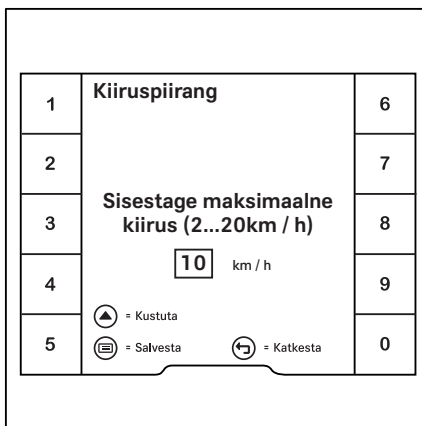 Kiiruspiirang
1
2
3
4
5
Sisestage maksimaalne
kiirus (2...20km / h)
10 km / h
= Kustuta
= Salvesta = Katkesta
6
7
8
9
0